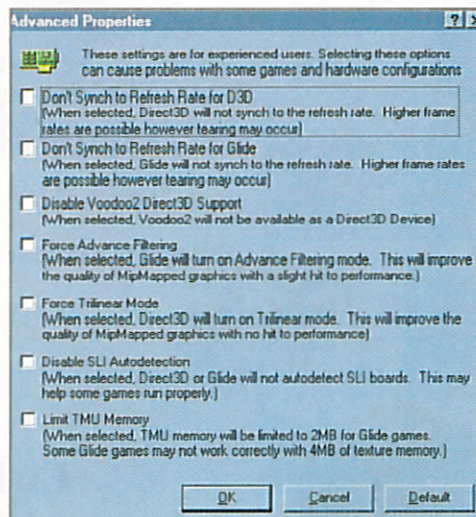 Advanced Properties
These settings are for experienced users. Selecting these options
can cause problems with some games and hardware configurations
Don't Synch to Refresh Rate for D3D
(When selected, Direct3D will not synch to the refresh rate. Higher frame
rates are possible however tearing may occur)
Don't Synch to Refresh Rate for Glide
(When selected, Glide will not synch to the refresh rate. Higher frame rates
are possible however tearing may occur)
Disable Voodoo2 Direct3D Support
(When selected, Voodoo2 will not be available as a Direct3D Device)
Force Advance Filtering
(When selected, Glide will turn on Advance Filtering mode. This will improve
the quality of MipMapped graphics with a slight hit to performance.)
Force Trilinear Mode
(When selected, Direct3D will turn on Trilinear mode. This will improve the
quality of MipMapped graphics with no hit to performance)
Disable SLI Autodetection
(When selected, Direct3D or Glide will not autodetect SLI boards. This may
help some games run properly.)
Limit TMU Memory
(When selected, TMU memory will be limited to 2MB for Glide games.
Some Glide games may not work correctly with 4MB of texture memory.)
OK Cancel Default